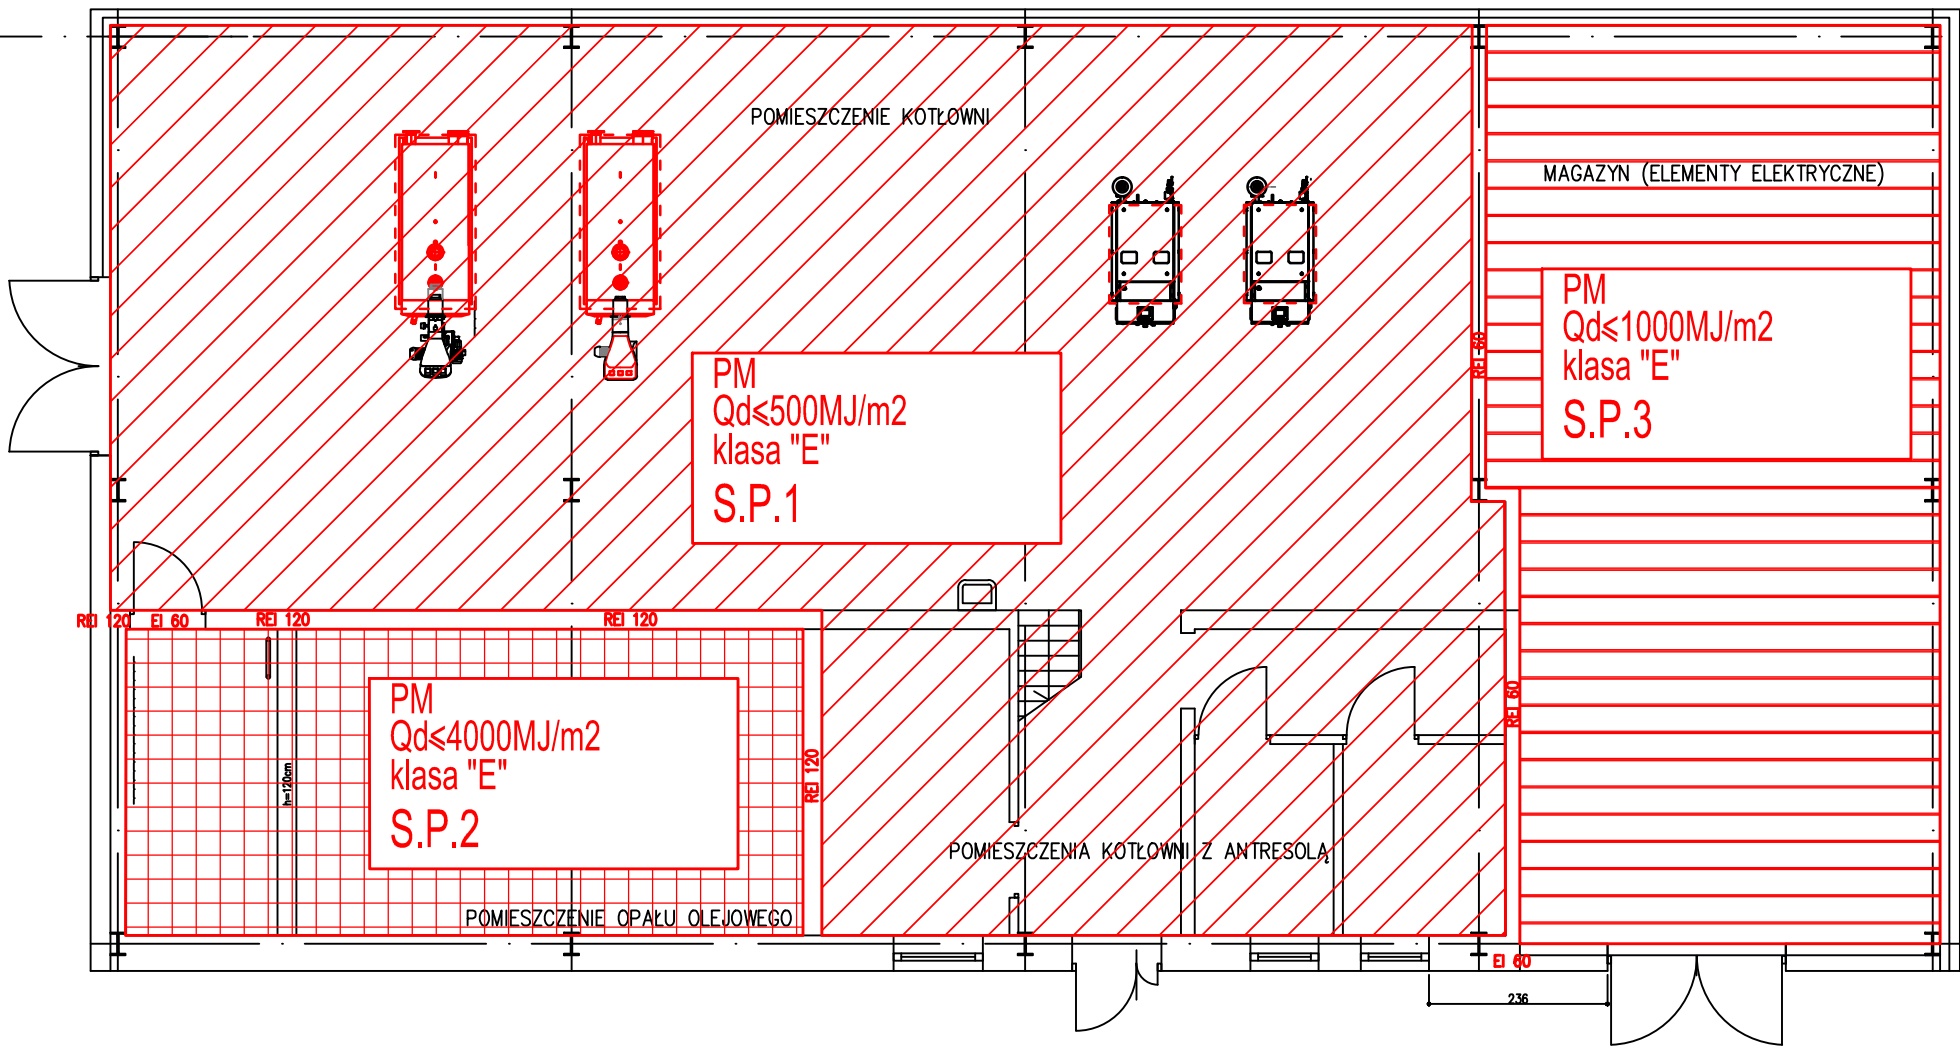 POMIESZCZENIE KOTŁOWNI
MAGAZYN (ELEMENTY ELEKTRYCZNE)
PM
Qd≤1000MJ/m2
klasa "E"
S.P.3
REI 60
PM
Qd≤500MJ/m2
klasa "E"
S.P.1
REI 120
EI 60
REI 120
REI 120
PM
Qd≤4000MJ/m2
klasa "E"
S.P.2
h=120cm
REI 120
REI 60
POMIESZCZENIA KOTŁOWNI Z ANTRESOLĄ
POMIESZCZENIE OPAŁU OLEJOWEGO
EI 60
236